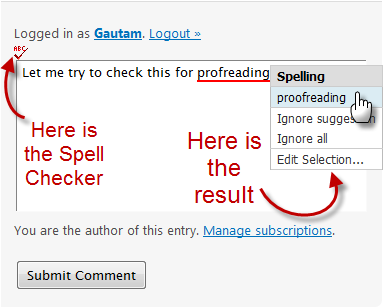 Logged in as Gautam. Logout »
ABC
Let me try to check this for profreading
Spelling
proofreading
Ignore suggestion
Ignore all
Edit Selection...
Here is
the Spell
Checker
Here is
the
result
You are the author of this entry. Manage subscriptions.
Submit Comment